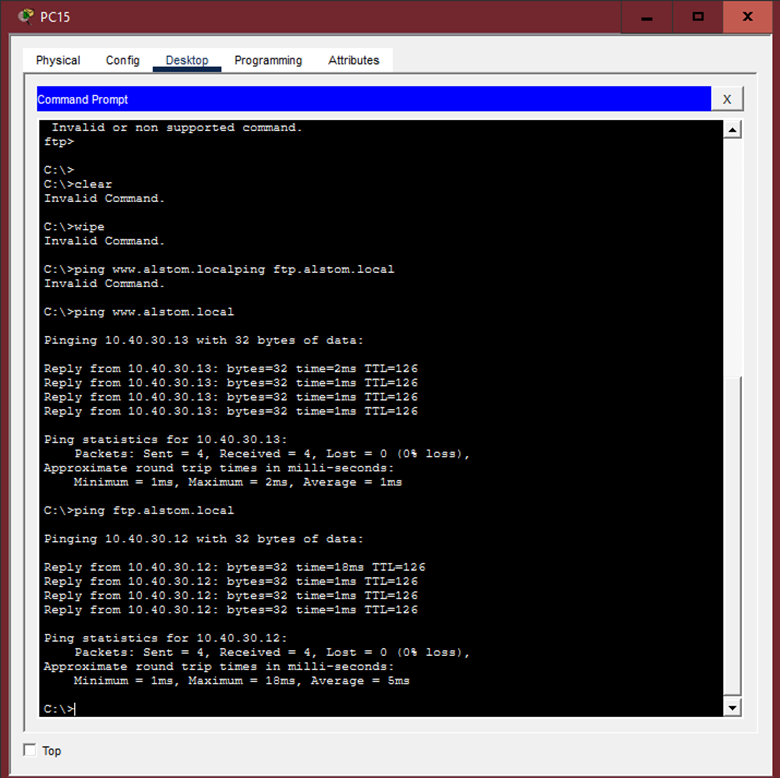 PC15
Physical Config Desktop Programming Attributes
Command Prompt X
Invalid or non supported command.
ftp>
C:\>
C:\>clear
Invalid Command.
C:\>wipe
Invalid Command.
C:\>ping www.alstom.localping ftp.alstom.local
Invalid Command.
C:\>ping www.alstom.local
Pinging 10.40.30.13 with 32 bytes of data:
Reply from 10.40.30.13: bytes=32 time=2ms TTL=126
Reply from 10.40.30.13: bytes=32 time=1ms TTL=126
Reply from 10.40.30.13: bytes=32 time=1ms TTL=126
Reply from 10.40.30.13: bytes=32 time=1ms TTL=126
Ping statistics for 10.40.30.13:
Packets: Sent = 4, Received = 4, Lost = 0 (0% loss),
Approximate round trip times in milli-seconds:
Minimum = 1ms, Maximum = 2ms, Average = 1ms
C:\>ping ftp.alstom.local
Pinging 10.40.30.12 with 32 bytes of data:
Reply from 10.40.30.12: bytes=32 time=18ms TTL=126
Reply from 10.40.30.12: bytes=32 time=1ms TTL=126
Reply from 10.40.30.12: bytes=32 time=1ms TTL=126
Reply from 10.40.30.12: bytes=32 time=1ms TTL=126
Ping statistics for 10.40.30.12:
Packets: Sent = 4, Received = 4, Lost = 0 (0% loss),
Approximate round trip times in milli-seconds:
Minimum = 1ms, Maximum = 18ms, Average = 5ms
C:\>
Top